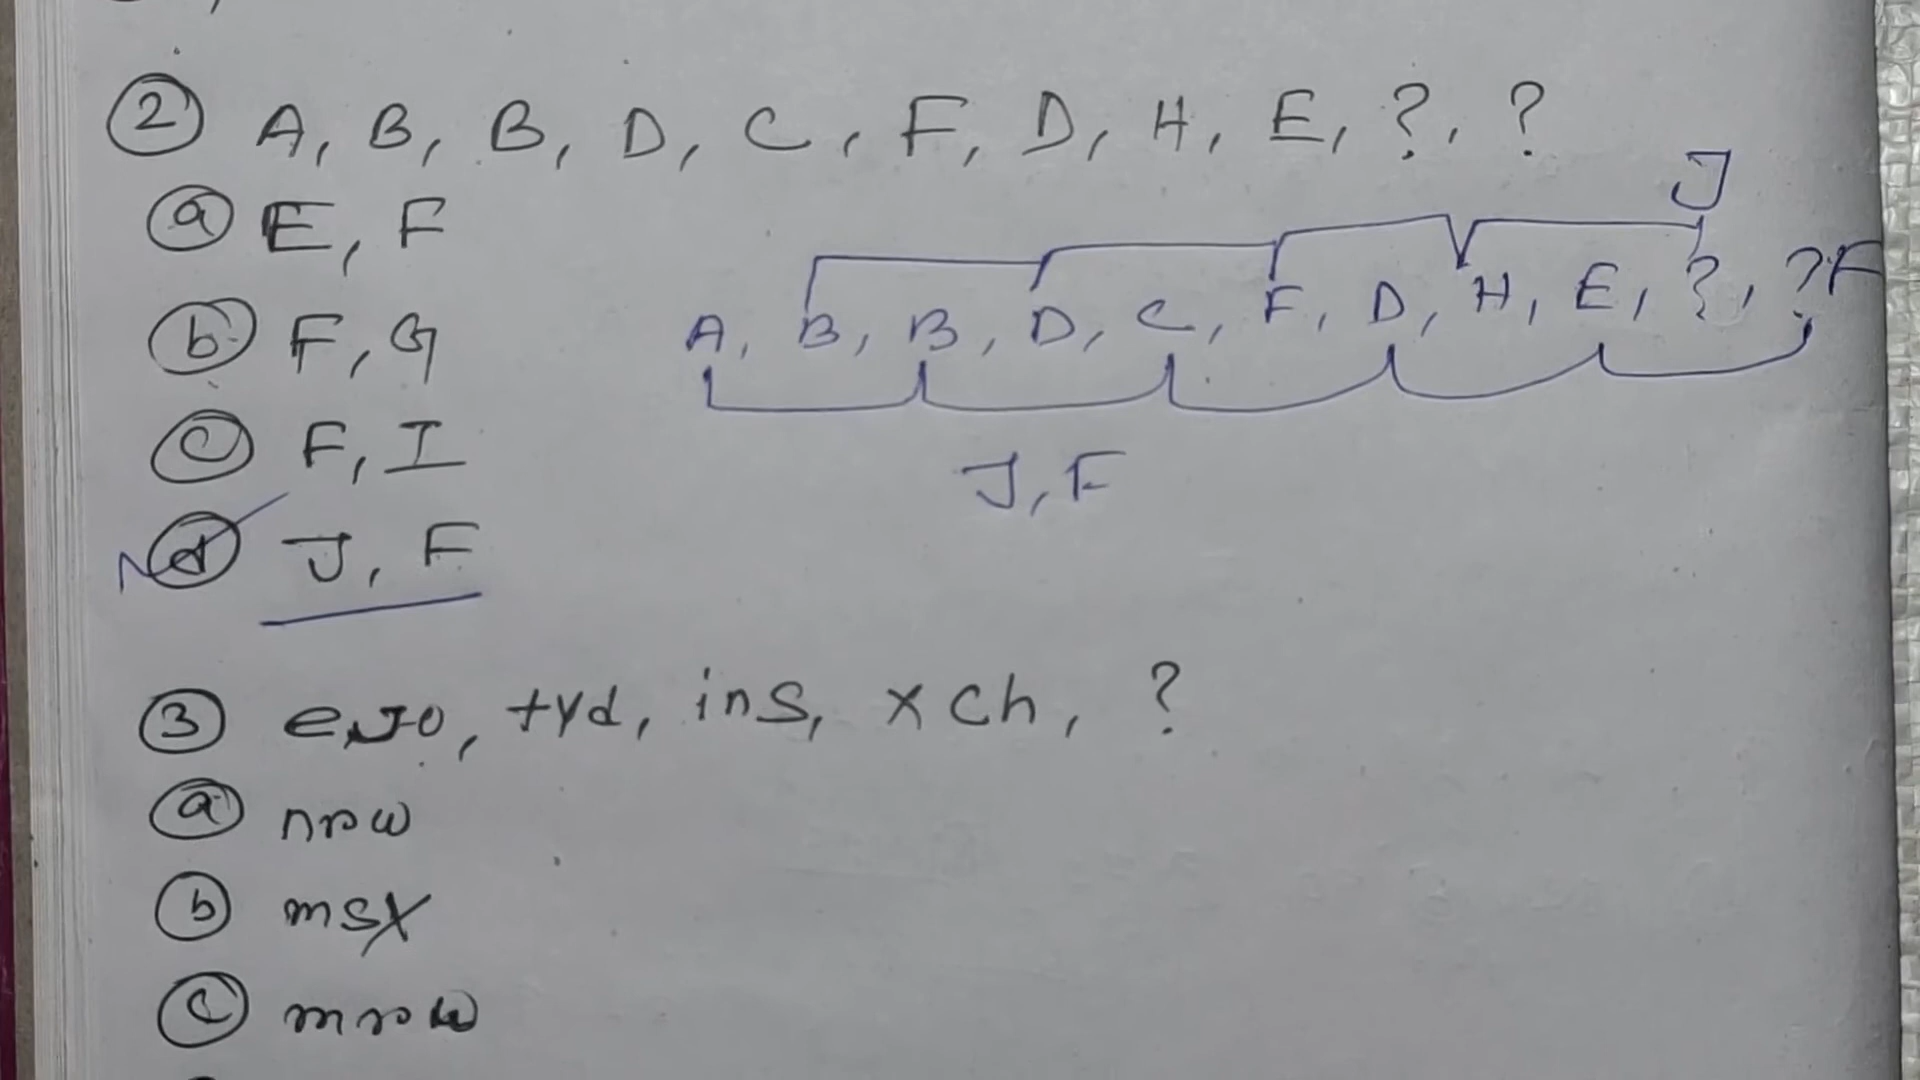 ② A, B, B, D, C, F, D, H, E, ?, ?
ⓐ E, F
ⓑ F, G
ⓒ F, I
ⓓ J, F
J
A, B, B, D, C, F, D, H, E, ?, ? F
J, F
③ eJo, tyd, ins, xch, ?
ⓐ nrw
ⓑ msx
ⓒ mrw